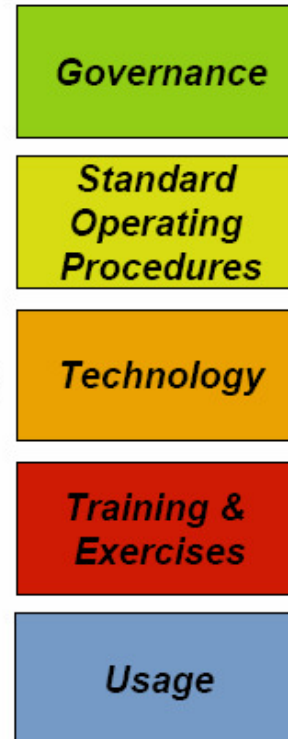 Governance
Standard
Operating
Procedures
Technology
Training &
Exercises
Usage